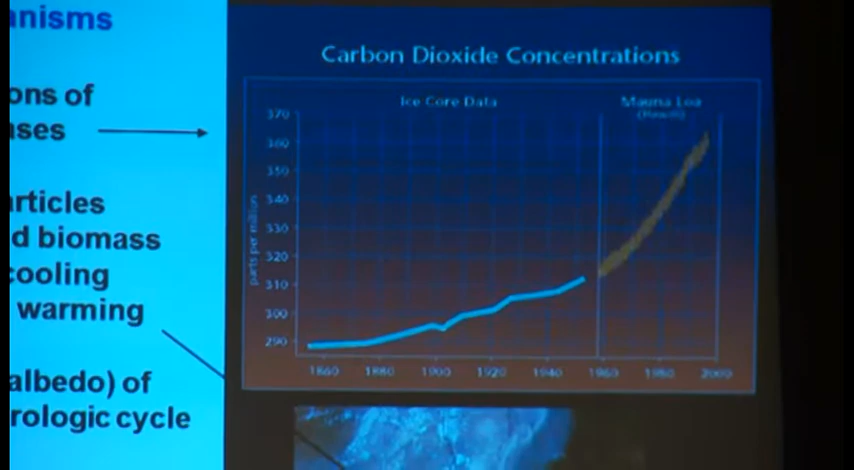 anisms
ons of
ases
articles
d biomass
cooling
warming
albedo) of
rologic cycle
Carbon Dioxide Concentrations
Ice Core Data
Mauna Loa
(Hawaii)
parts per million
370
360
350
340
330
320
310
300
290
1860 1880 1900 1920 1940 1960 1980 2000